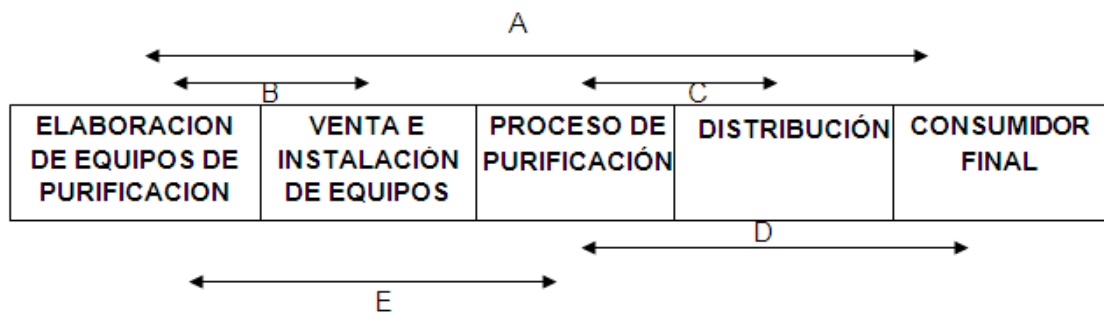 A
B
C
ELABORACION
DE EQUIPOS DE
PURIFICACION
VENTA E
INSTALACIÓN
DE EQUIPOS
PROCESO DE
PURIFICACIÓN
DISTRIBUCIÓN
CONSUMIDOR
FINAL
D
E